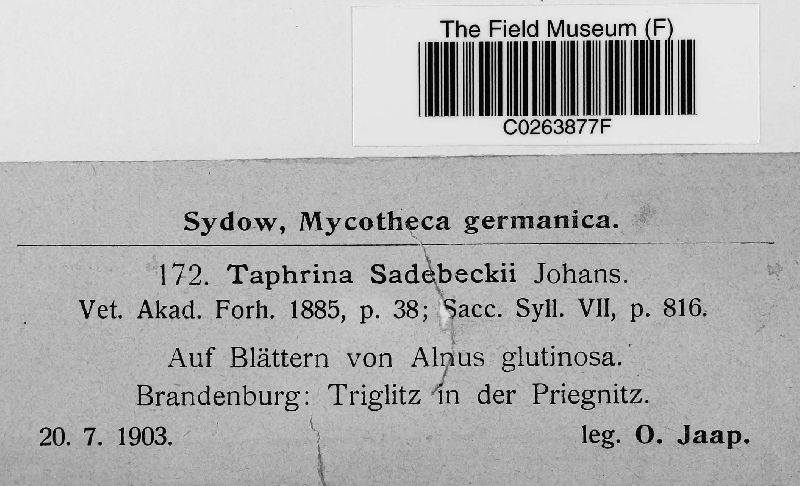 The Field Museum (F)
C0263877F
Sydow, Mycotheca germanica.
172. Taphrina Sadebeckii Johans.
Vet. Akad. Forh. 1885, p. 38; Sacc. Syll. VII, p. 816.
Auf Blättern von Alnus glutinosa.
Brandenburg: Triglitz in der Priegnitz.
20. 7. 1903. leg. O. Jaap.